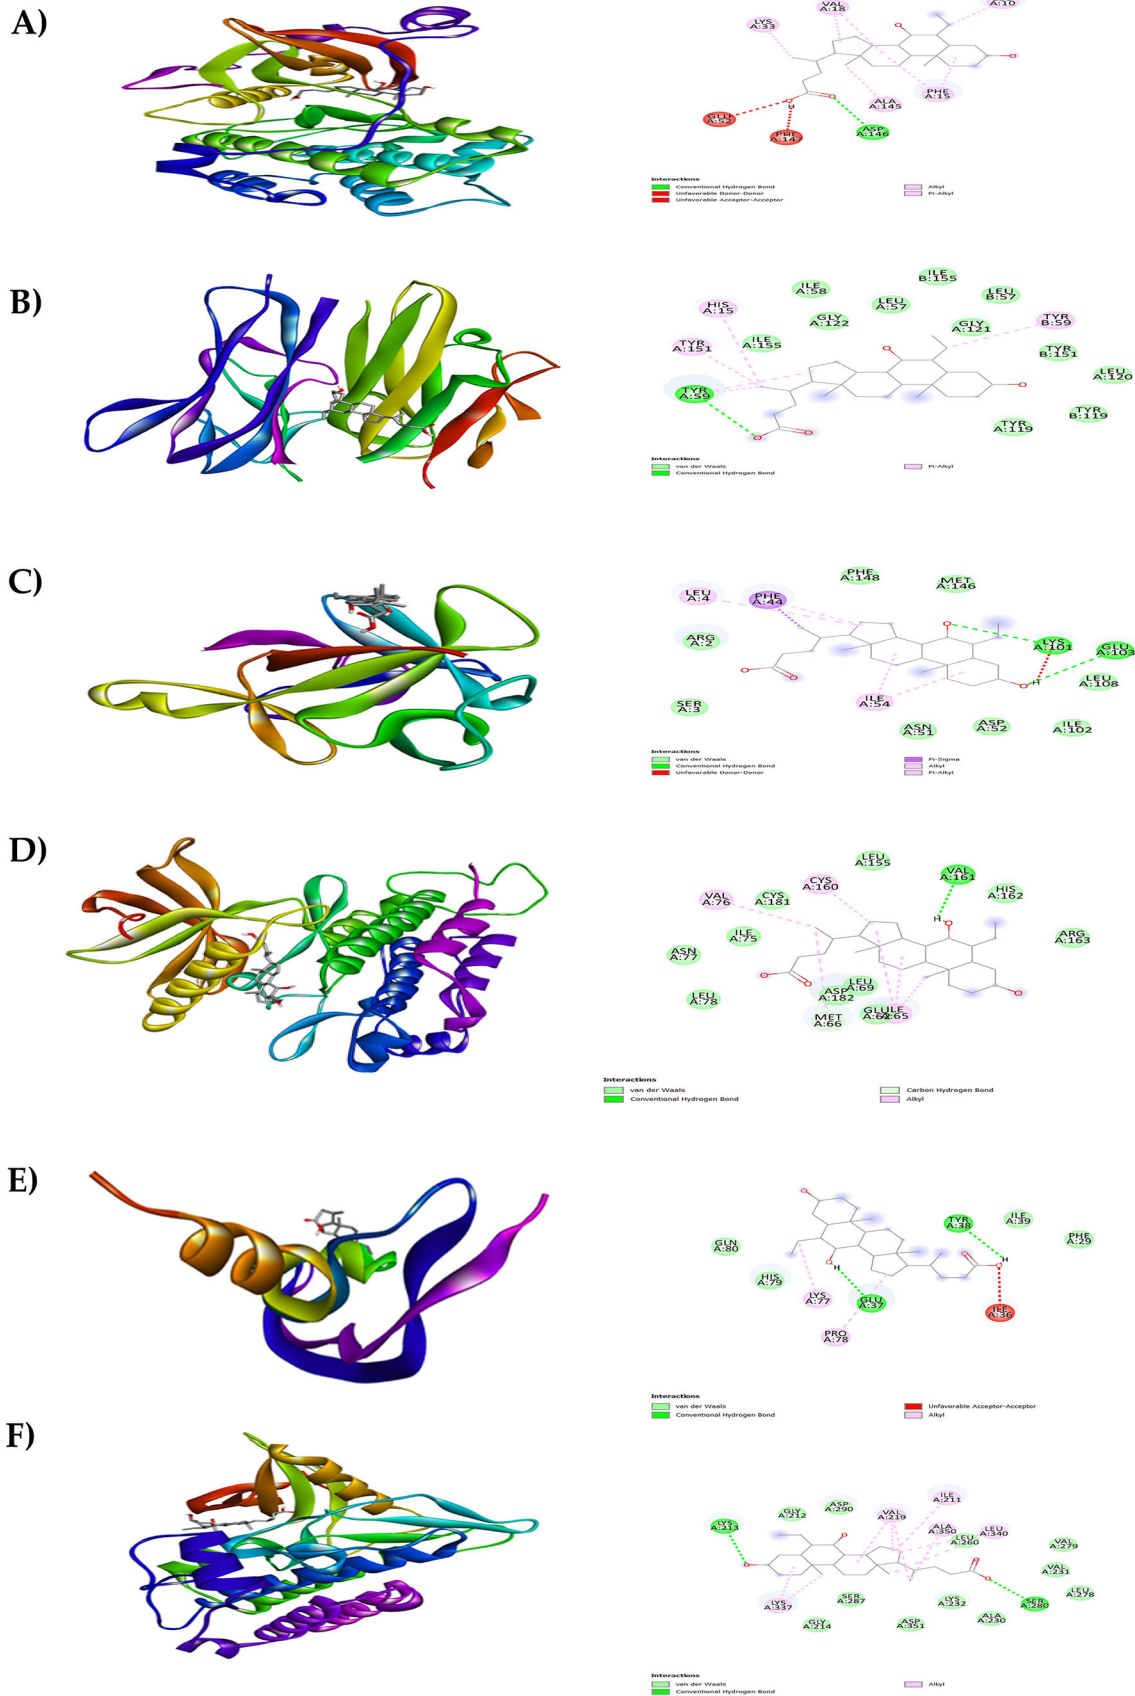 A)
A:10
VAL
A:18
LYS
A:33
PHE
A:15
ALA
A:145
GLU
A:52
PHE
A:147
ASP
A:146
H
Interactions
Conventional Hydrogen Bond
Unfavorable Donor-Donor
Unfavorable Acceptor-Acceptor
Alkyl
Pi-Alkyl
B)
ILE
B:155
ILE
A:58
LEU
A:57
LEU
B:57
HIS
A:15
GLY
A:122
GLY
A:121
TYR
B:59
ILE
A:155
TYR
A:151
TYR
B:151
LEU
A:120
TYR
A:59
TYR
B:119
TYR
A:119
Interactions
van der Waals
Conventional Hydrogen Bond
Pi-Alkyl
C)
PHE
A:148
MET
A:146
LEU
A:4
PHE
A:44
ARG
A:2
LYS
A:101
GLU
A:103
LEU
A:108
SER
A:3
ILE
A:54
H
ASN
A:51
ASP
A:52
ILE
A:102
Interactions
van der Waals
Conventional Hydrogen Bond
Unfavorable Donor-Donor
Pi-Sigma
Alkyl
Pi-Alkyl
D)
LEU
A:155
VAL
A:161
CYS
A:160
CYS
A:181
HIS
A:162
VAL
A:76
H
ILE
A:75
ARG
A:163
ASN
A:77
LEU
A:69
ASP
A:182
LEU
A:78
MET
A:66
GLU
A:62
ILE
A:65
Interactions
van der Waals
Conventional Hydrogen Bond
Carbon Hydrogen Bond
Alkyl
E)
TYR
A:38
ILE
A:39
PHE
A:29
GLN
A:80
H
H
HIS
A:79
LYS
A:77
GLU
A:37
ILE
A:36
PRO
A:78
Interactions
van der Waals
Conventional Hydrogen Bond
Unfavorable Acceptor-Acceptor
Alkyl
F)
ILE
A:211
ASP
A:290
GLY
A:212
VAL
A:219
LYS
A:213
ALA
A:350
LEU
A:340
LEU
A:260
VAL
A:279
VAL
A:231
LEU
A:278
LYS
A:337
SER
A:287
LYS
A:232
SER
A:280
GLY
A:214
ASP
A:351
ALA
A:230
Interactions
van der Waals
Conventional Hydrogen Bond
Alkyl